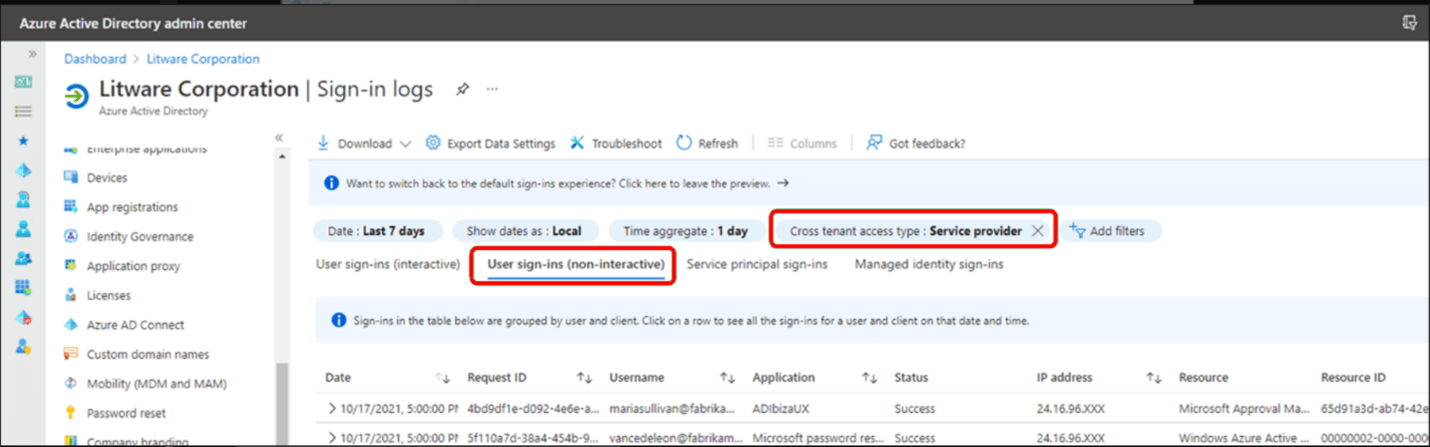 Azure Active Directory admin center
Dashboard > Litware Corporation
Litware Corporation | Sign-in logs
Azure Active Directory
Enterprise applications
Devices
App registrations
Identity Governance
Application proxy
Licenses
Azure AD Connect
Custom domain names
Mobility (MDM and MAM)
Password reset
Company branding
Download Export Data Settings Troubleshoot Refresh Columns Got feedback?
Want to switch back to the default sign-ins experience? Click here to leave the preview. →
Date : Last 7 days Show dates as : Local Time aggregate : 1 day Cross tenant access type : Service provider Add filters
User sign-ins (interactive) User sign-ins (non-interactive) Service principal sign-ins Managed identity sign-ins
Sign-ins in the table below are grouped by user and client. Click on a row to see all the sign-ins for a user and client on that date and time.
Date Request ID Username Application Status IP address Resource Resource ID
10/17/2021, 5:00:00 PM 4bd9df1e-d092-4e6e-a... mariasullivan@fabrika... ADIbizaUX Success 24.16.96.XXX Microsoft Approval Ma... 65d91a3d-ab74-42e
10/17/2021, 5:00:00 PM 5f110a7d-38a4-454b-9... vancedeleon@fabrikam... Microsoft password res... Success 24.16.96.XXX Windows Azure Active ... 00000002-0000-000